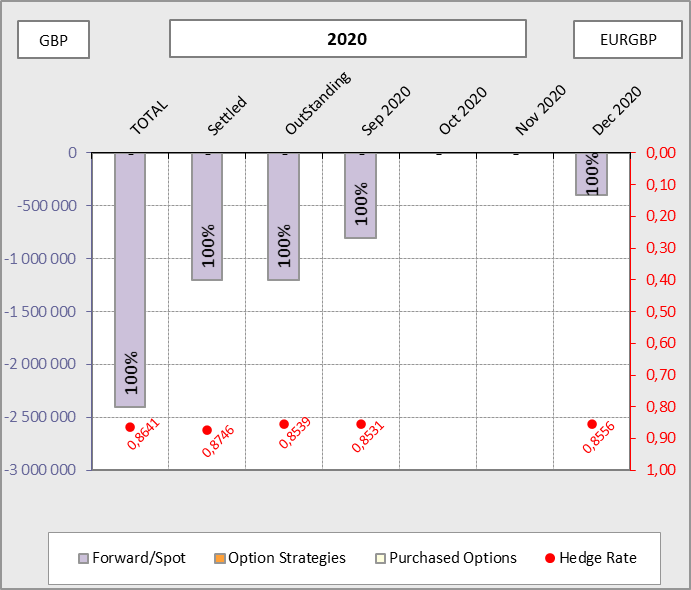 GBP
2020
EURGBP
TOTAL
Settled
OutStanding
Sep 2020
Oct 2020
Nov 2020
Dec 2020
0
-500 000
-1 000 000
-1 500 000
-2 000 000
-2 500 000
-3 000 000
100%
100%
100%
100%
100%
0,8641
0,8746
0,8539
0,8531
0,8556
0,00
0,10
0,20
0,30
0,40
0,50
0,60
0,70
0,80
0,90
1,00
Forward/Spot
Option Strategies
Purchased Options
Hedge Rate